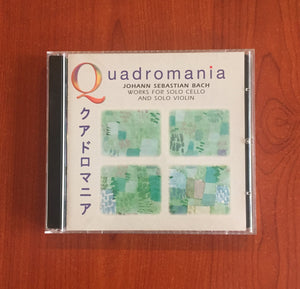 Quadromania
JOHANN SEBASTIAN BACH
WORKS FOR SOLO CELLO
AND SOLO VIOLIN
クアドロマニア